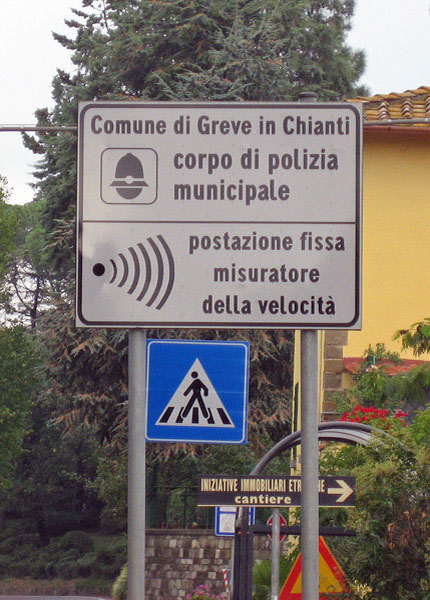 Comune di Greve in Chianti
corpo di polizia
municipale
postazione fissa
misuratore
della velocità
INIZIATIVE IMMOBILIARI
cantiere